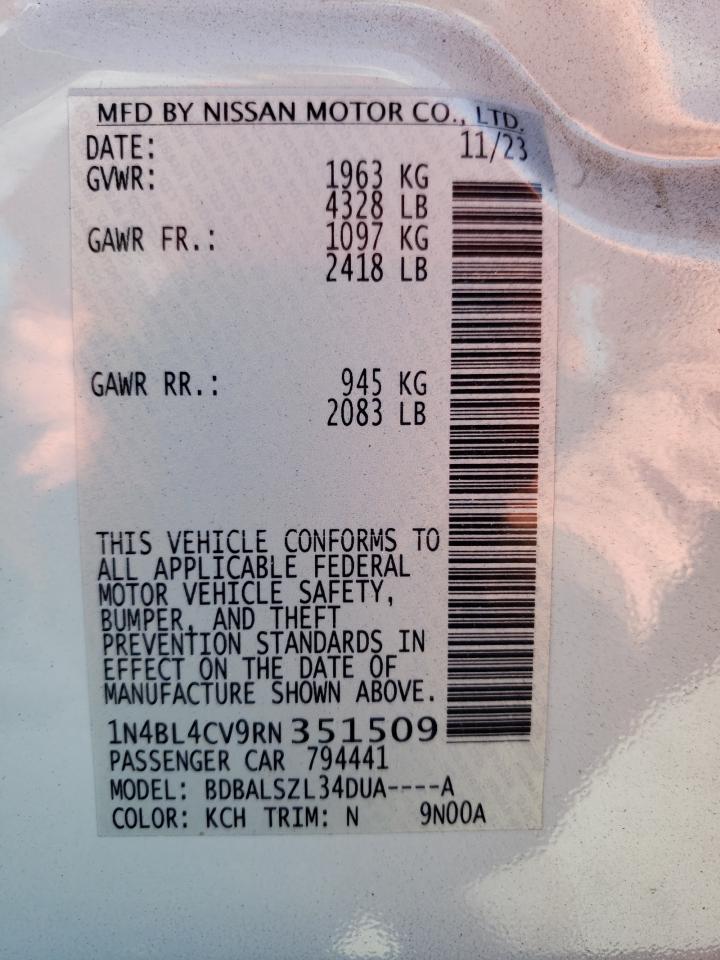 MFD BY NISSAN MOTOR CO., LTD.
DATE: 11/23
GVWR: 1963 KG
4328 LB
GAWR FR.: 1097 KG
2418 LB
GAWR RR.: 945 KG
2083 LB
THIS VEHICLE CONFORMS TO
ALL APPLICABLE FEDERAL
MOTOR VEHICLE SAFETY,
BUMPER, AND THEFT
PREVENTION STANDARDS IN
EFFECT ON THE DATE OF
MANUFACTURE SHOWN ABOVE.
1N4BL4CV9RN 351509
PASSENGER CAR 794441
MODEL: BDBALSZL34DUA----A
COLOR: KCH TRIM: N 9N00A